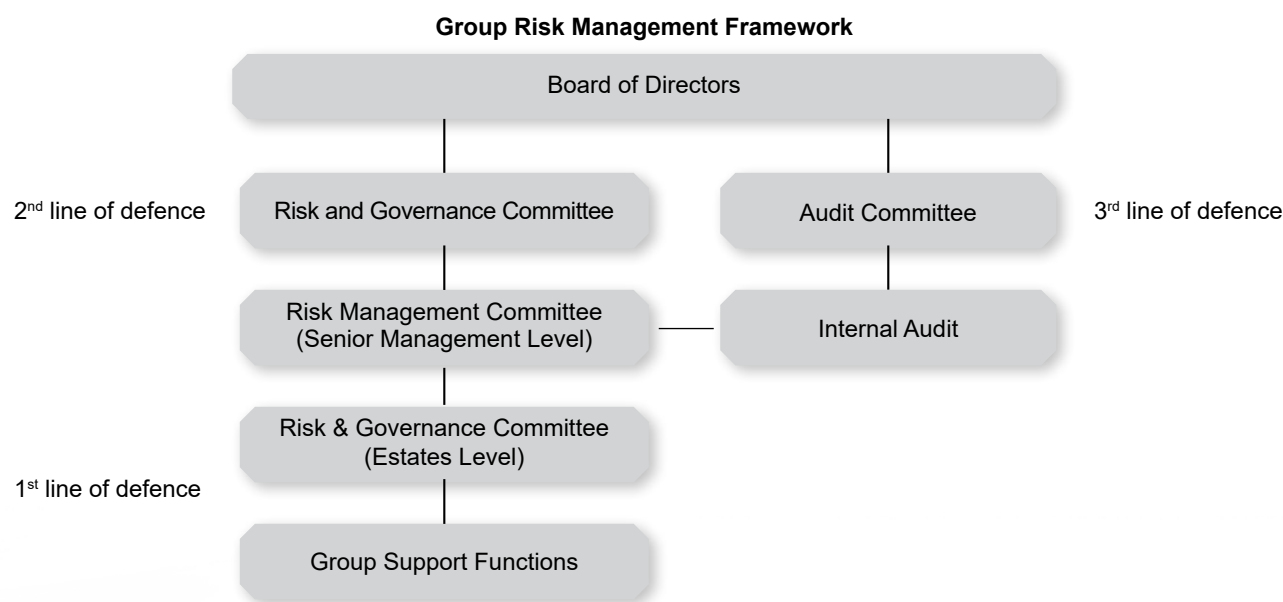 Group Risk Management Framework
Board of Directors
2nd line of defence
Risk and Governance Committee
Audit Committee
3rd line of defence
Risk Management Committee
(Senior Management Level)
Internal Audit
Risk & Governance Committee
(Estates Level)
1st line of defence
Group Support Functions